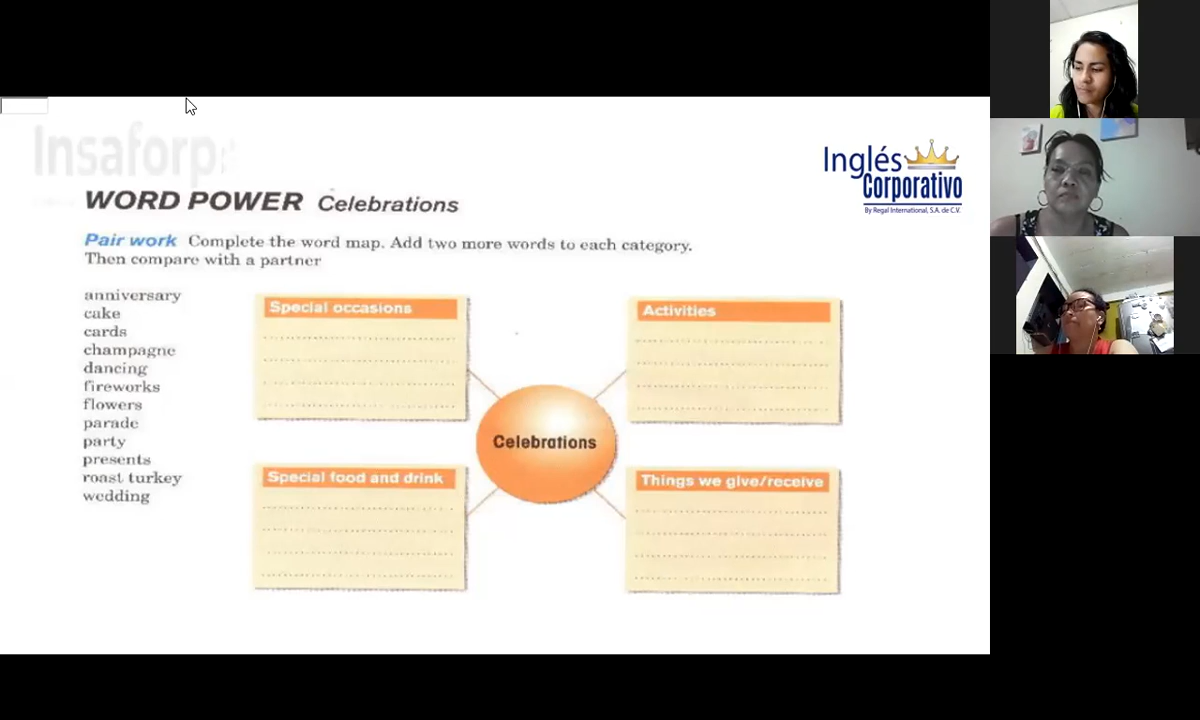 Insaforp
Inglés
Corporativo
By Regal International, S.A. de C.V.
WORD POWER Celebrations
Pair work Complete the word map. Add two more words to each category.
Then compare with a partner
anniversary
cake
cards
champagne
dancing
fireworks
flowers
parade
party
presents
roast turkey
wedding
Special occasions
Activities
Celebrations
Special food and drink
Things we give/receive